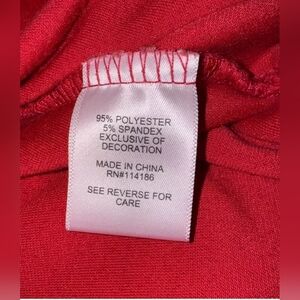 95% POLYESTER
5% SPANDEX
EXCLUSIVE OF
DECORATION
MADE IN CHINA
RN#114186
SEE REVERSE FOR
CARE